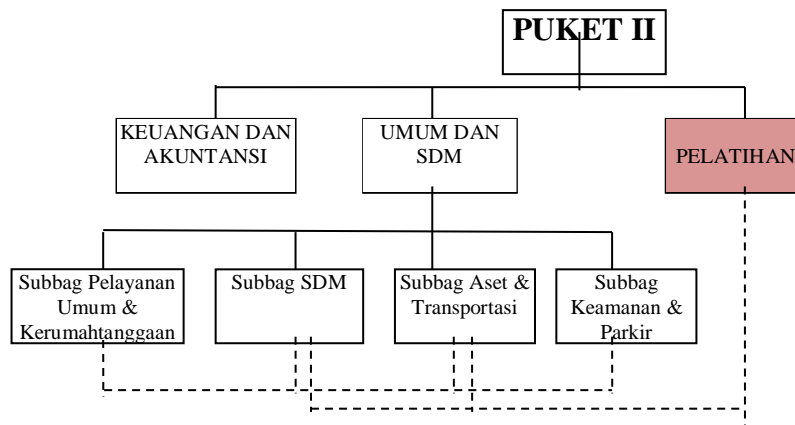 PUKET II
KEUANGAN DAN
AKUNTANSI
UMUM DAN
SDM
PELATIHAN
Subbag Pelayanan
Umum &
Kerumahtanggaan
Subbag SDM
Subbag Aset &
Transportasi
Subbag
Keamanan &
Parkir